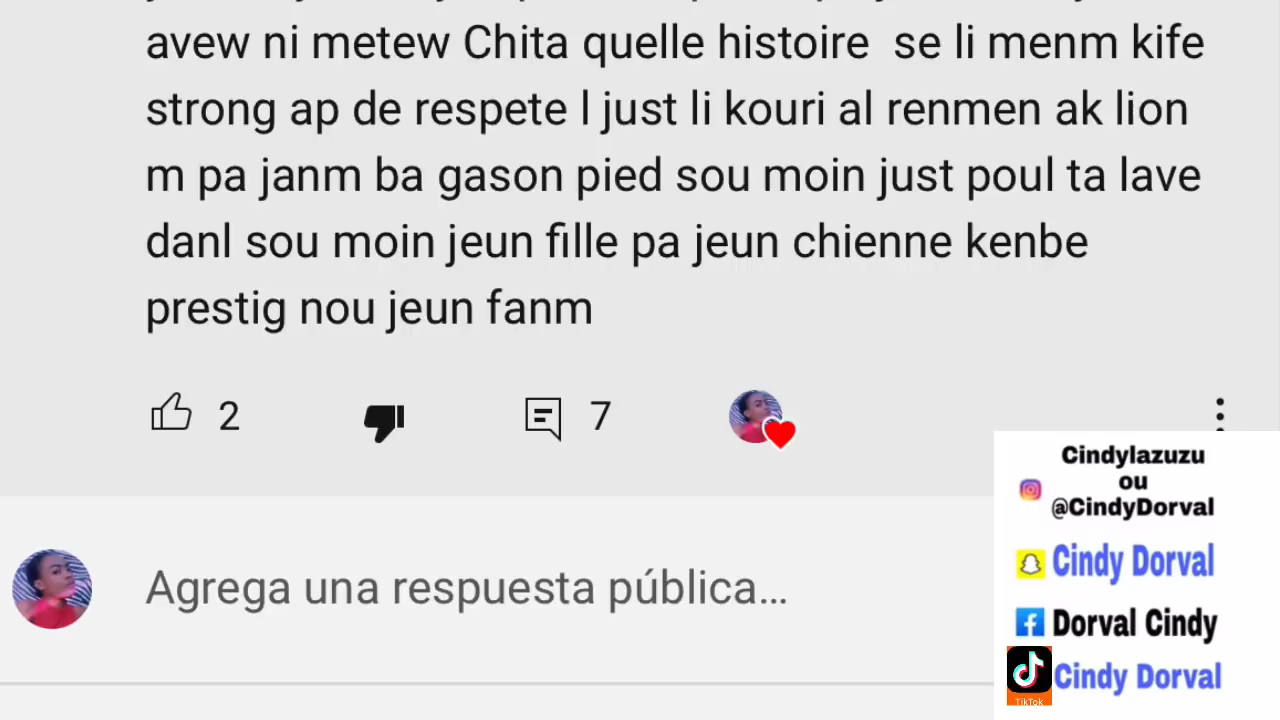 avew ni metew Chita quelle histoire  se li menm kife
strong ap de respete l just li kouri al renmen ak lion
m pa janm ba gason pied sou moin just poul ta lave
danl sou moin jeun fille pa jeun chienne kenbe
prestig nou jeun fanm
2
7
Cindylazuzu
ou
@CindyDorval
Cindy Dorval
Agrega una respuesta pública...
Dorval Cindy
Cindy Dorval
TikTok